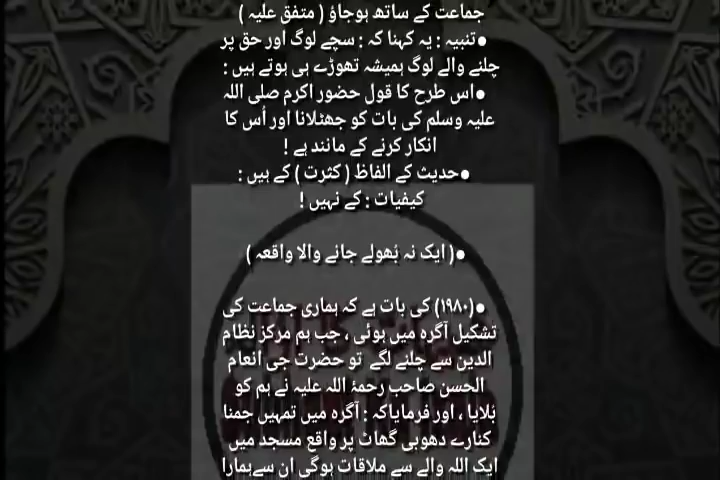 جماعت کے ساتھ ہوجاؤ ( متفق علیہ )
●تنبیہ : یہ کہنا کہ : سچے لوگ اور حق پر
چلنے والے لوگ ہمیشہ تھوڑے ہی ہوتے ہیں :
●اس طرح کا قول حضور اکرم صلی اللہ
علیہ وسلم کی بات کو جھٹلانا اور اُس کا
انکار کرنے کے مانند ہے !
●حدیث کے الفاظ ( کثرت ) کے ہیں :
کیفیات : کے نہیں !
●( ایک نہ بُھولے جانے والا واقعہ )
●(۱۹۸۰) کی بات ہے کہ ہماری جماعت کی
تشکیل آگرہ میں ہوئی ، جب ہم مرکز نظام
الدین سے چلنے لگے تو حضرت جی انعام
الحسن صاحب رحمۃ اللہ علیہ نے ہم کو
بُلایا ، اور فرمایاکہ : آگرہ میں تمہیں جمنا
کنارے دھوبی گھاٹ پر واقع مسجد میں
ایک اللہ والے سے ملاقات ہوگی ان سےہمارا